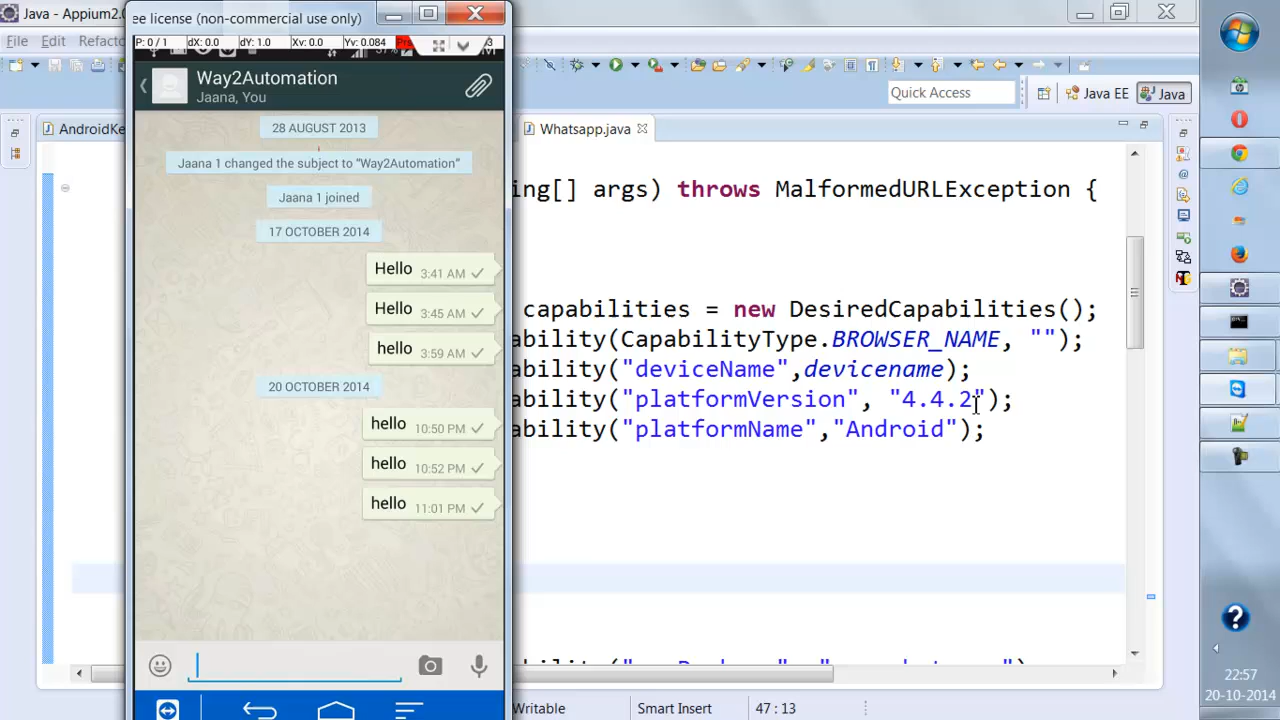 Java - Appium2.
ee license (non-commercial use only)
File Edit Refacto
P: 0 / 1 dX: 0.0 dY: 1.0 Xv: 0.0 Yv: 0.084
Quick Access
Java EE
Java
Way2Automation
Jaana, You
AndroidKe
Whatsapp.java
28 AUGUST 2013
Jaana 1 changed the subject to “Way2Automation”
Jaana 1 joined
17 OCTOBER 2014
Hello 3:41 AM
Hello 3:45 AM
hello 3:59 AM
20 OCTOBER 2014
hello 10:50 PM
hello 10:52 PM
hello 11:01 PM
ing[] args) throws MalformedURLException {
capabilities = new DesiredCapabilities();
ability(CapabilityType.BROWSER_NAME, "");
ability("deviceName",devicename);
ability("platformVersion", "4.4.2");
ability("platformName","Android");
Writable
Smart Insert
47 : 13
22:57
20-10-2014